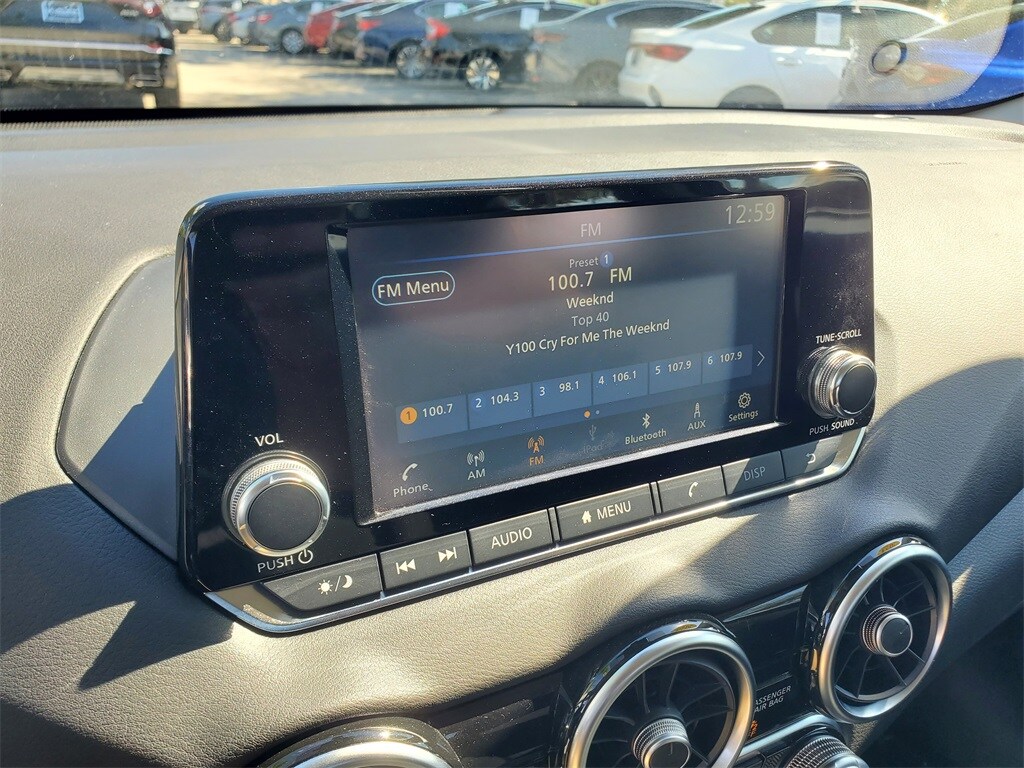 12:59
FM
Preset 1
FM Menu
100.7 FM
Weeknd
Top 40
Y100 Cry For Me The Weeknd
1 100.7 2 104.3 3 98.1 4 106.1 5 107.9 6 107.9
Phone AM FM iPod Bluetooth AUX Settings
TUNE·SCROLL
PUSH SOUND
VOL
PUSH
AUDIO MENU DISP
PASSENGER
AIR BAG